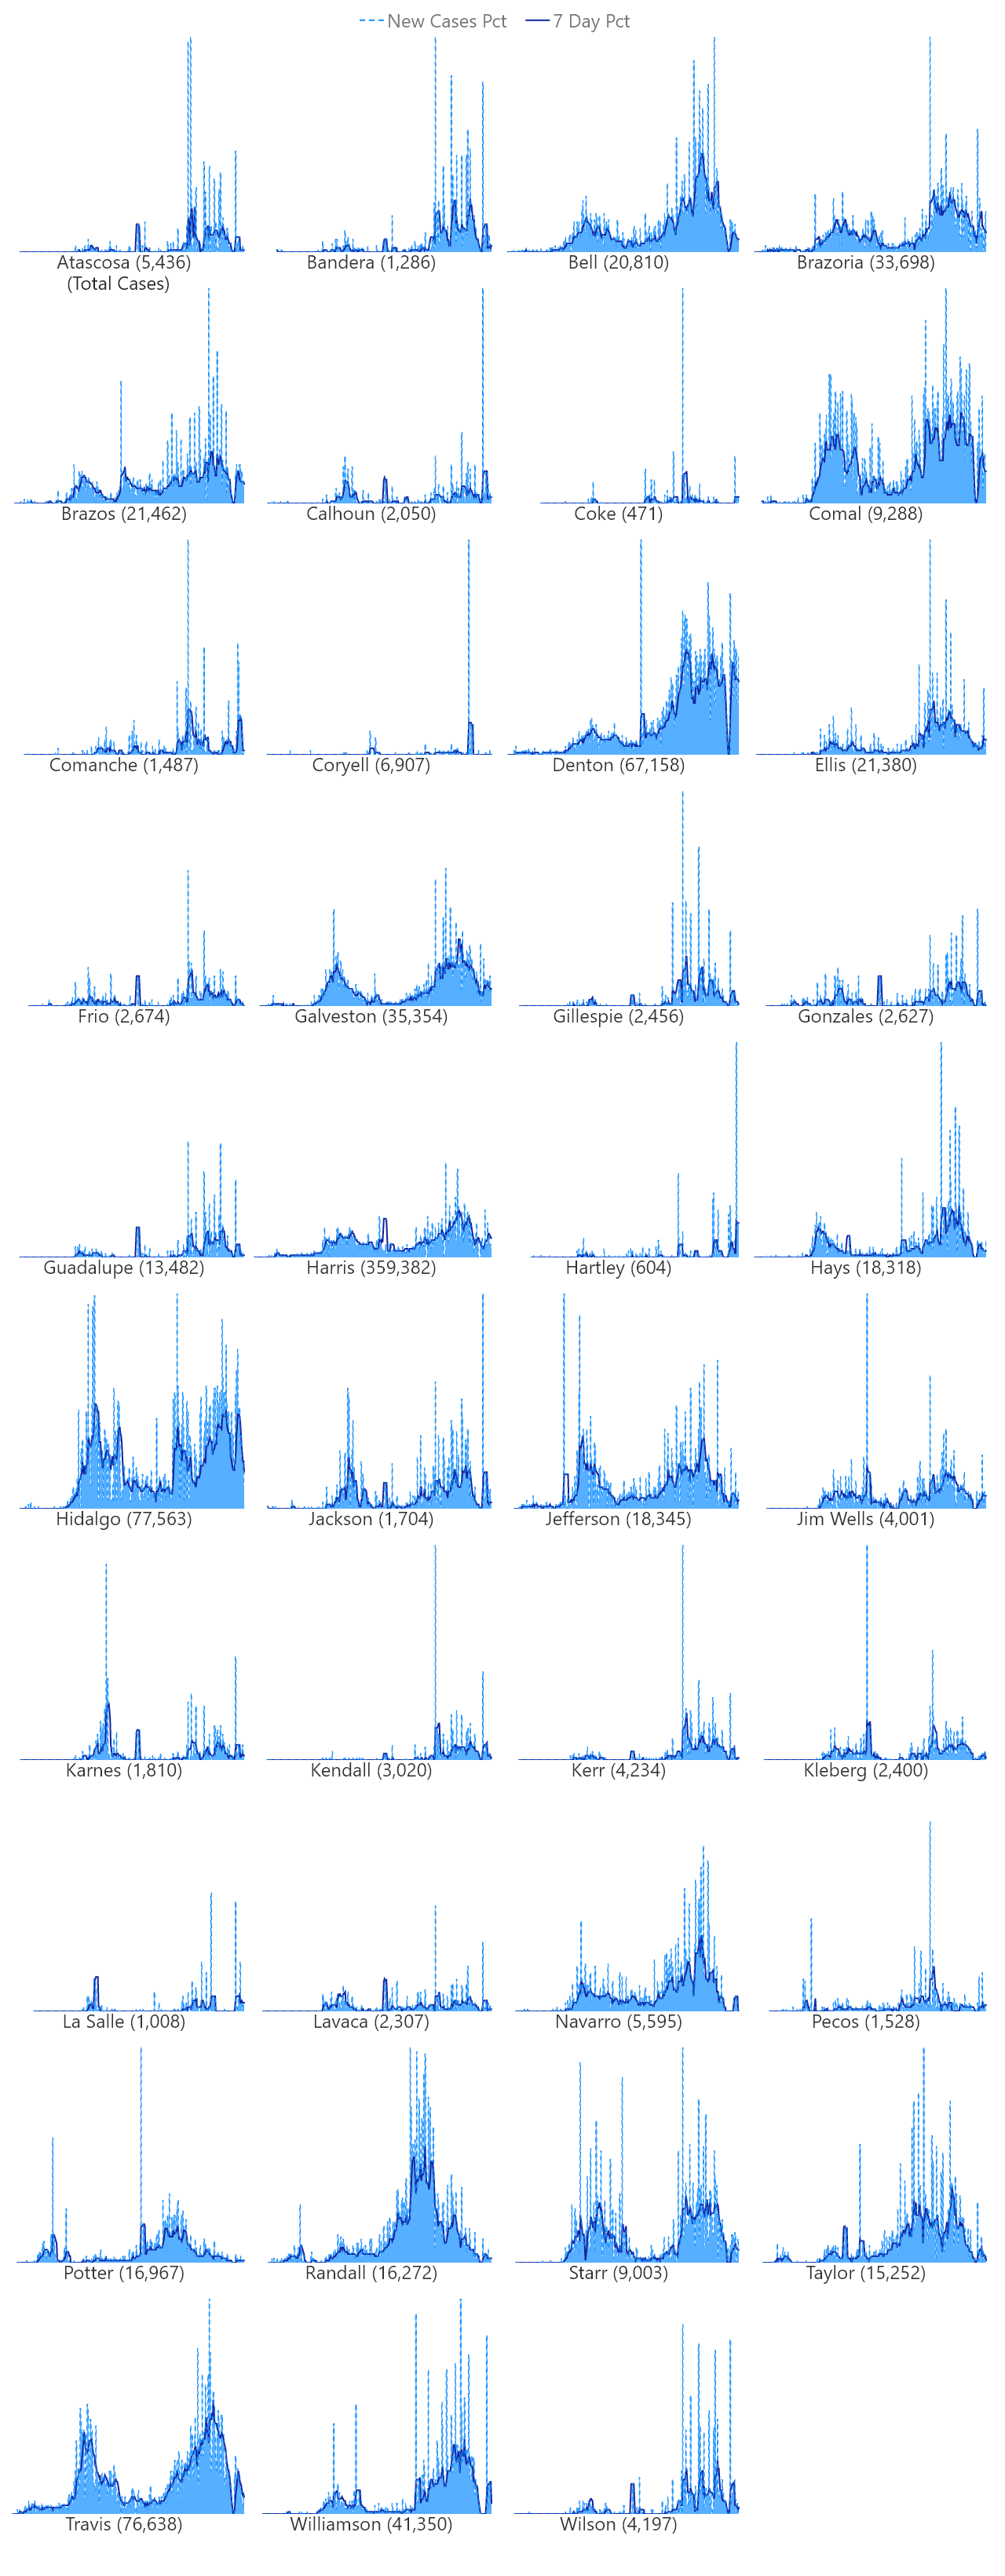 New Cases Pct 7 Day Pct
Atascosa (5,436) Bandera (1,286) Bell (20,810) Brazoria (33,698)
(Total Cases)
Brazos (21,462) Calhoun (2,050) Coke (471) Comal (9,288)
Comanche (1,487) Coryell (6,907) Denton (67,158) Ellis (21,380)
Frio (2,674) Galveston (35,354) Gillespie (2,456) Gonzales (2,627)
Guadalupe (13,482) Harris (359,382) Hartley (604) Hays (18,318)
Hidalgo (77,563) Jackson (1,704) Jefferson (18,345) Jim Wells (4,001)
Karnes (1,810) Kendall (3,020) Kerr (4,234) Kleberg (2,400)
La Salle (1,008) Lavaca (2,307) Navarro (5,595) Pecos (1,528)
Potter (16,967) Randall (16,272) Starr (9,003) Taylor (15,252)
Travis (76,638) Williamson (41,350) Wilson (4,197)